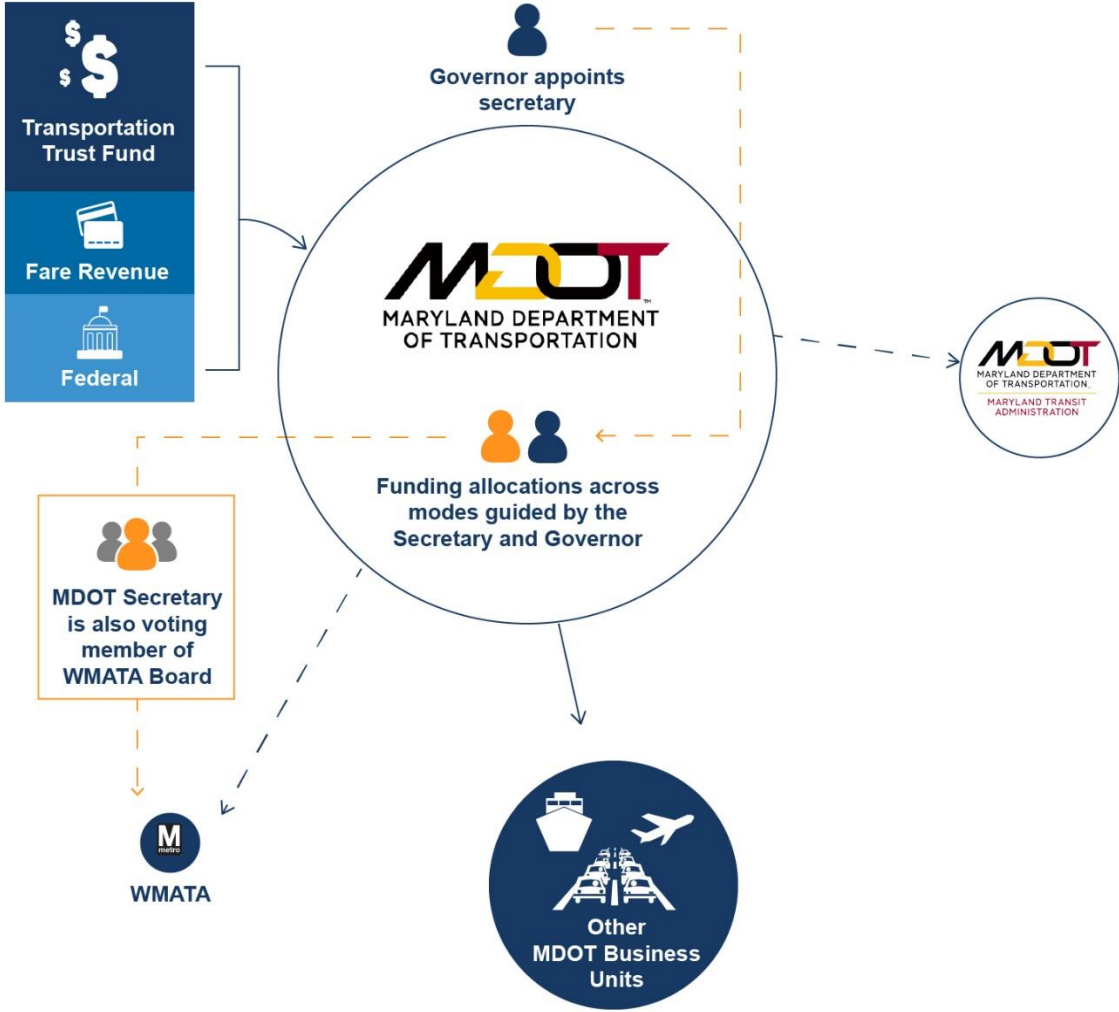 $
$
$
Transportation
Trust Fund
Fare Revenue
Federal
Governor appoints
secretary
MDOT™
MARYLAND DEPARTMENT
OF TRANSPORTATION
Funding allocations across
modes guided by the
Secretary and Governor
MDOT
MARYLAND DEPARTMENT
OF TRANSPORTATION
MARYLAND TRANSIT
ADMINISTRATION
MDOT Secretary
is also voting
member of
WMATA Board
M
metro
WMATA
Other
MDOT Business
Units